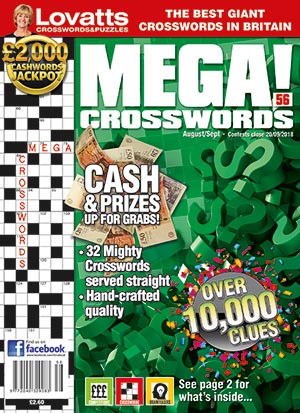 Lovatts
CROSSWORDS&PUZZLES
THE BEST GIANT
CROSSWORDS IN BRITAIN
£2,000
CASHWORDS
JACKPOT
MEGA!
56
CROSSWORDS
August/Sept • Contests close 20/09/2018
MEGA
CROSSWORDS
CASH
& PRIZES
UP FOR GRABS!
• 32 Mighty
Crosswords
served straight
• Hand-crafted
quality
OVER
10,000
CLUES
Find us on
facebook
£2.60
£££
CROSSWORD
See page 2 for
what's inside...